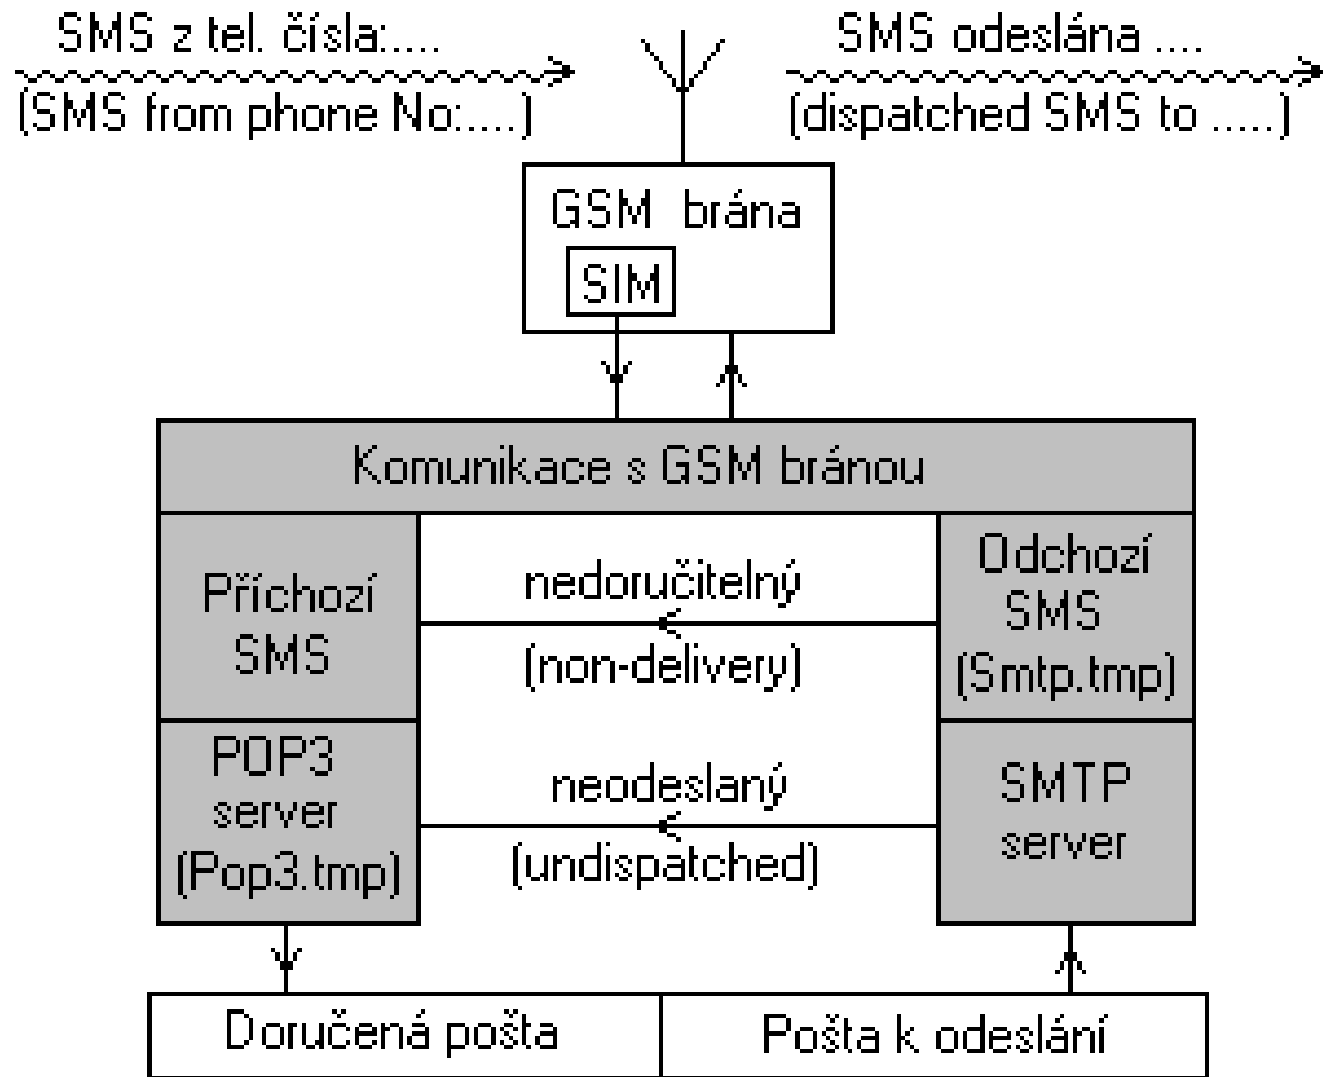 SMS z tel. čísla:....
(SMS from phone No:....)
SMS odeslána ....
(dispatched SMS to .....)
GSM brána
SIM
Komunikace s GSM bránou
Příchozí
SMS
nedoručitelný
(non-delivery)
Odchozí
SMS
(Smtp.tmp)
POP3
server
(Pop3.tmp)
neodeslaný
(undispatched)
SMTP
server
Doručená pošta
Pošta k odeslání